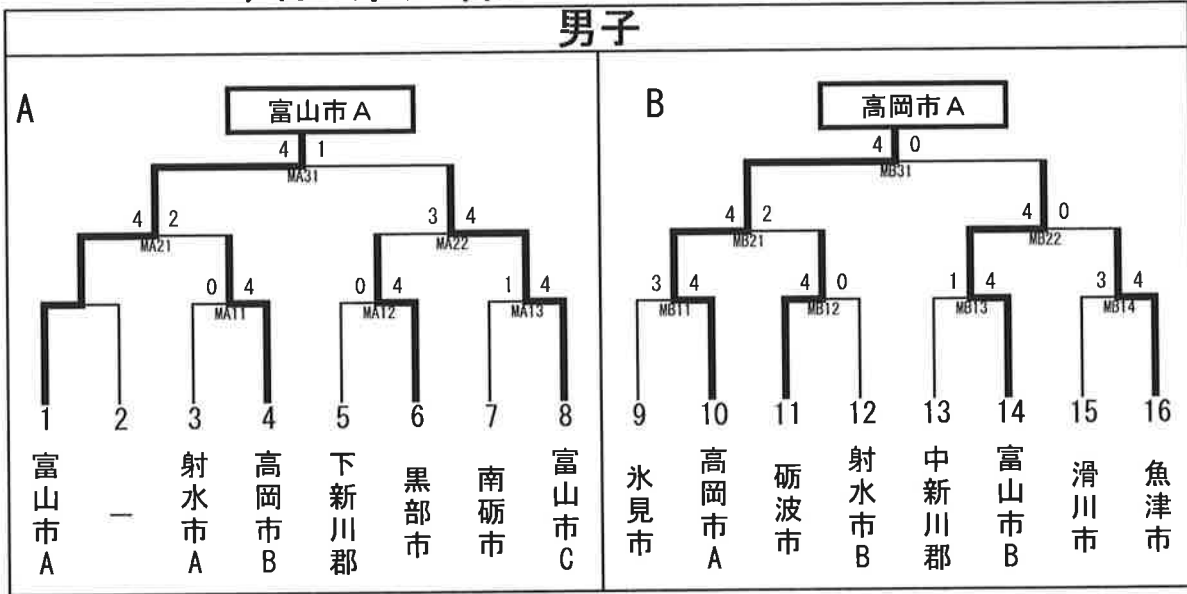 男子
A
富山市A
4 1
MA31
4 2
MA21
3 4
MA22
0 4
MA11
0 4
MA12
1 4
MA13
1 2 3 4 5 6 7 8
富山市A
—
射水市A
高岡市B
下新川郡
黒部市
南砺市
富山市C
B
高岡市A
4 0
MB31
4 2
MB21
4 0
MB22
3 4
MB11
4 0
MB12
1 4
MB13
3 4
MB14
9 10 11 12 13 14 15 16
氷見市
高岡市A
砺波市
射水市B
中新川郡
富山市B
滑川市
魚津市